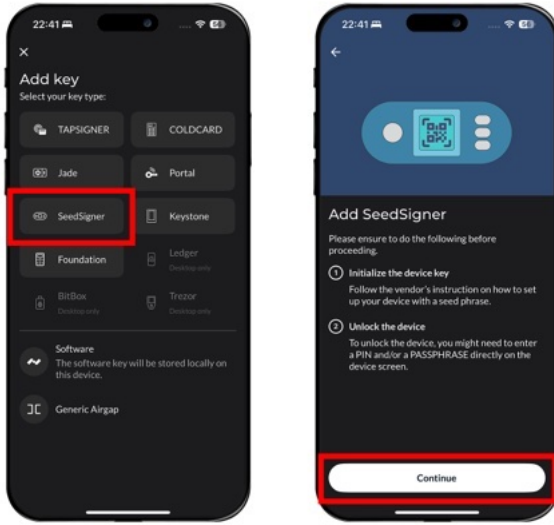 22:41
54
Add key
Select your key type:
TAPSIGNER
COLDCARD
Jade
Portal
SeedSigner
Keystone
Foundation
Ledger
Desktop only
BitBox
Desktop only
Trezor
Desktop only
Software
The software key will be stored locally on
this device.
Generic Airgap
22:41
54
Add SeedSigner
Please ensure to do the following before
proceeding.
1 Initialize the device key
Follow the vendor's instruction on how to set
up your device with a seed phrase.
2 Unlock the device
To unlock the device, you might need to enter
a PIN and/or a PASSPHRASE directly on the
device screen.
Continue